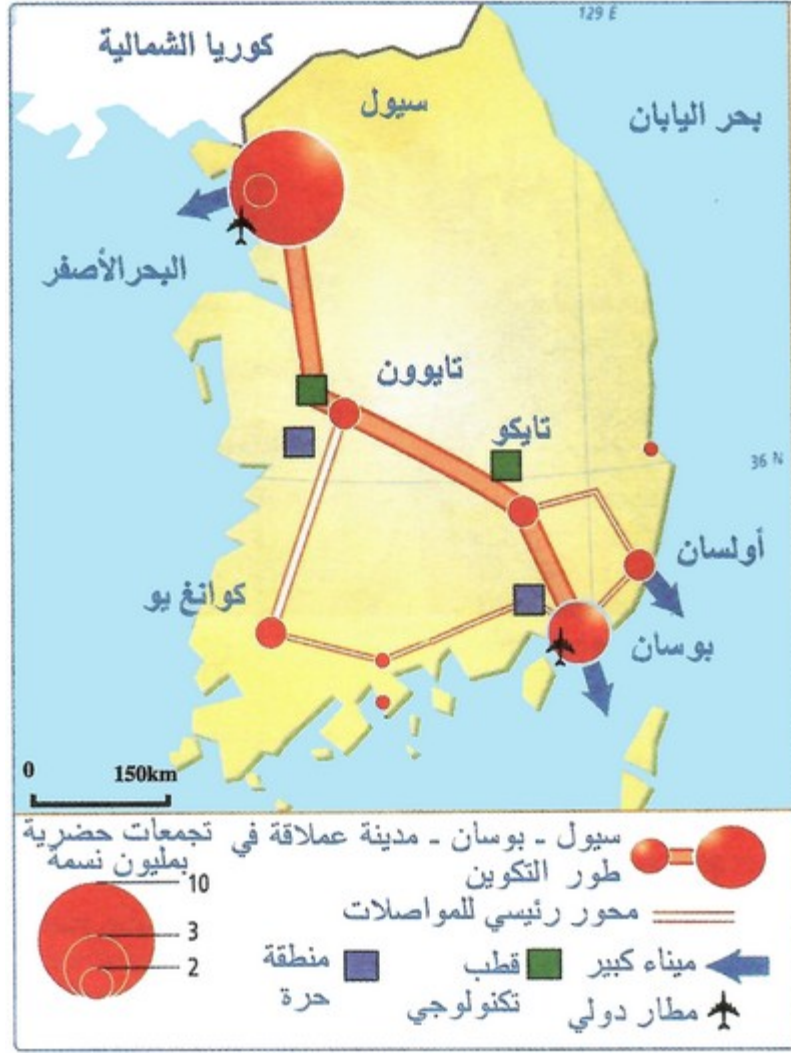 129 E
كوريا الشمالية
سيول
بحر اليابان
البحر الأصفر
تايوون
تايكو
36 N
أولسان
كوانغ يو
بوسان
0 150km
سيول - بوسان - مدينة عملاقة في
طور التكوين
تجمعات حضرية
بمليون نسمة
10
3
2
محور رئيسي للمواصلات
ميناء كبير
قطب
تكنولوجي
منطقة
حرة
مطار دولي